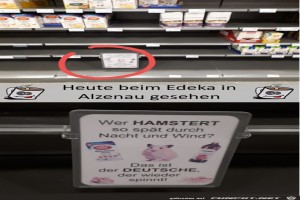 Heute beim Edeka in
Alzenau gesehen
Wer HAMSTERT
so spät durch
Nacht und Wind?
Das ist
der DEUTSCHE,
der wieder
spinnt!